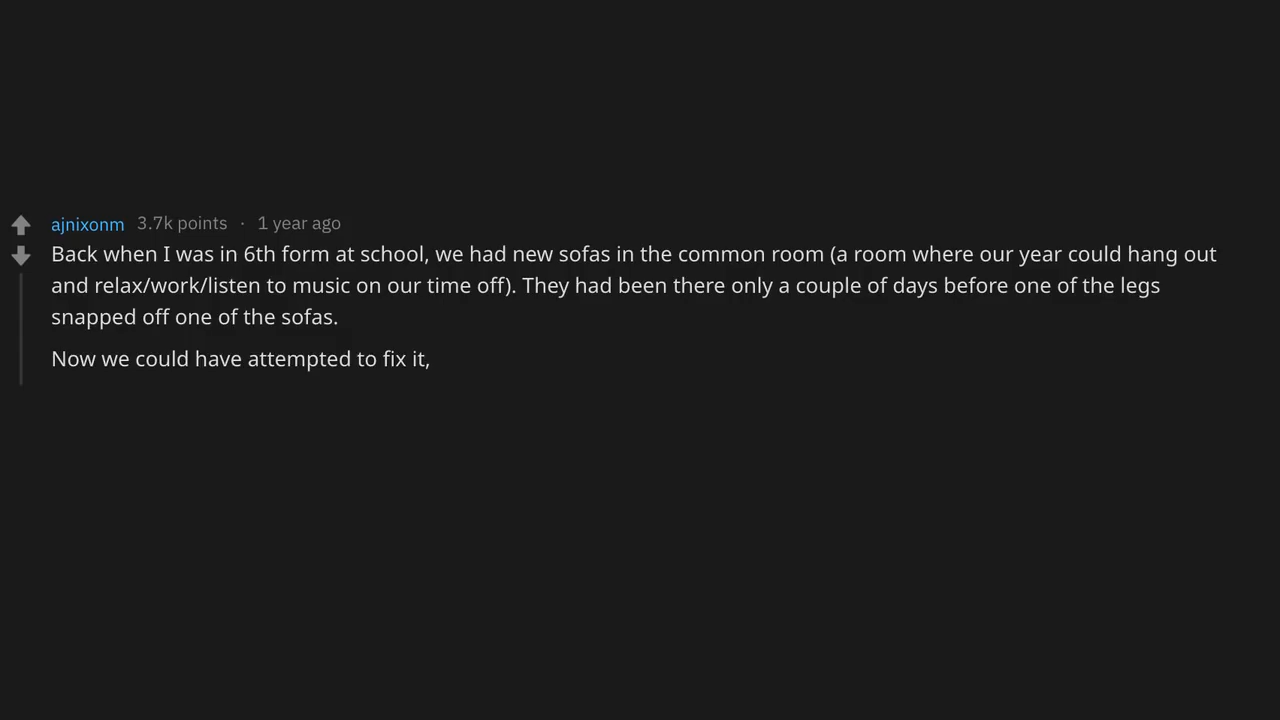 ajnixonm 3.7k points · 1 year ago
Back when I was in 6th form at school, we had new sofas in the common room (a room where our year could hang out
and relax/work/listen to music on our time off). They had been there only a couple of days before one of the legs
snapped off one of the sofas.
Now we could have attempted to fix it,